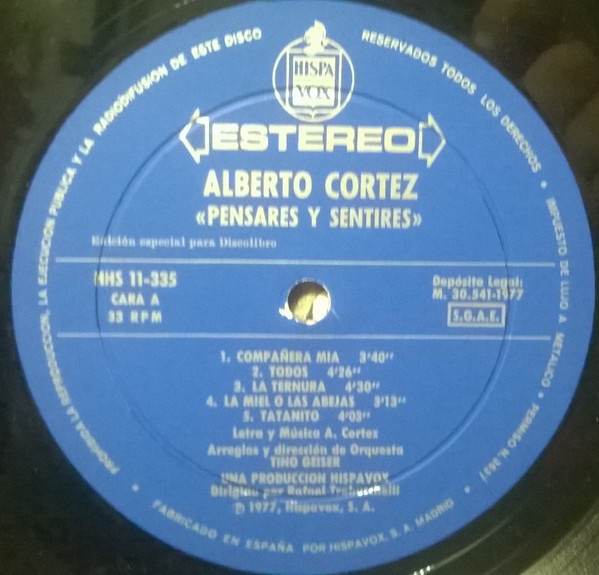 PROHIBIDA LA REPRODUCCION, LA EJECUCION PUBLICA Y LA RADIODIFUSION DE ESTE DISCO
RESERVADOS TODOS LOS DERECHOS • IMPUESTO DE LUJO A METALICO • PERMISO N.
HISPA
VOX
ESTEREO
ALBERTO CORTEZ
«PENSARES Y SENTIRES»
Edición especial para Discolibro
HHS 11-335
CARA A
33 RPM
Depósito Legal:
M. 30.541-1977
S.G.A.E.
1. COMPAÑERA MIA 3'40''
2. TODOS 4'26''
3. LA TERNURA 4'30''
4. LA MIEL O LAS ABEJAS 3'13''
5. TATANITO 4'03''
Letra y Música A. Cortez
Arreglos y dirección de Orquesta
TINO GEISER
UNA PRODUCCION HISPAVOX
Dirigida por Rafael Trabucchelli
℗ 1977, Hispavox, S. A.
• FABRICADO EN ESPAÑA POR HISPAVOX, S. A. MADRID •